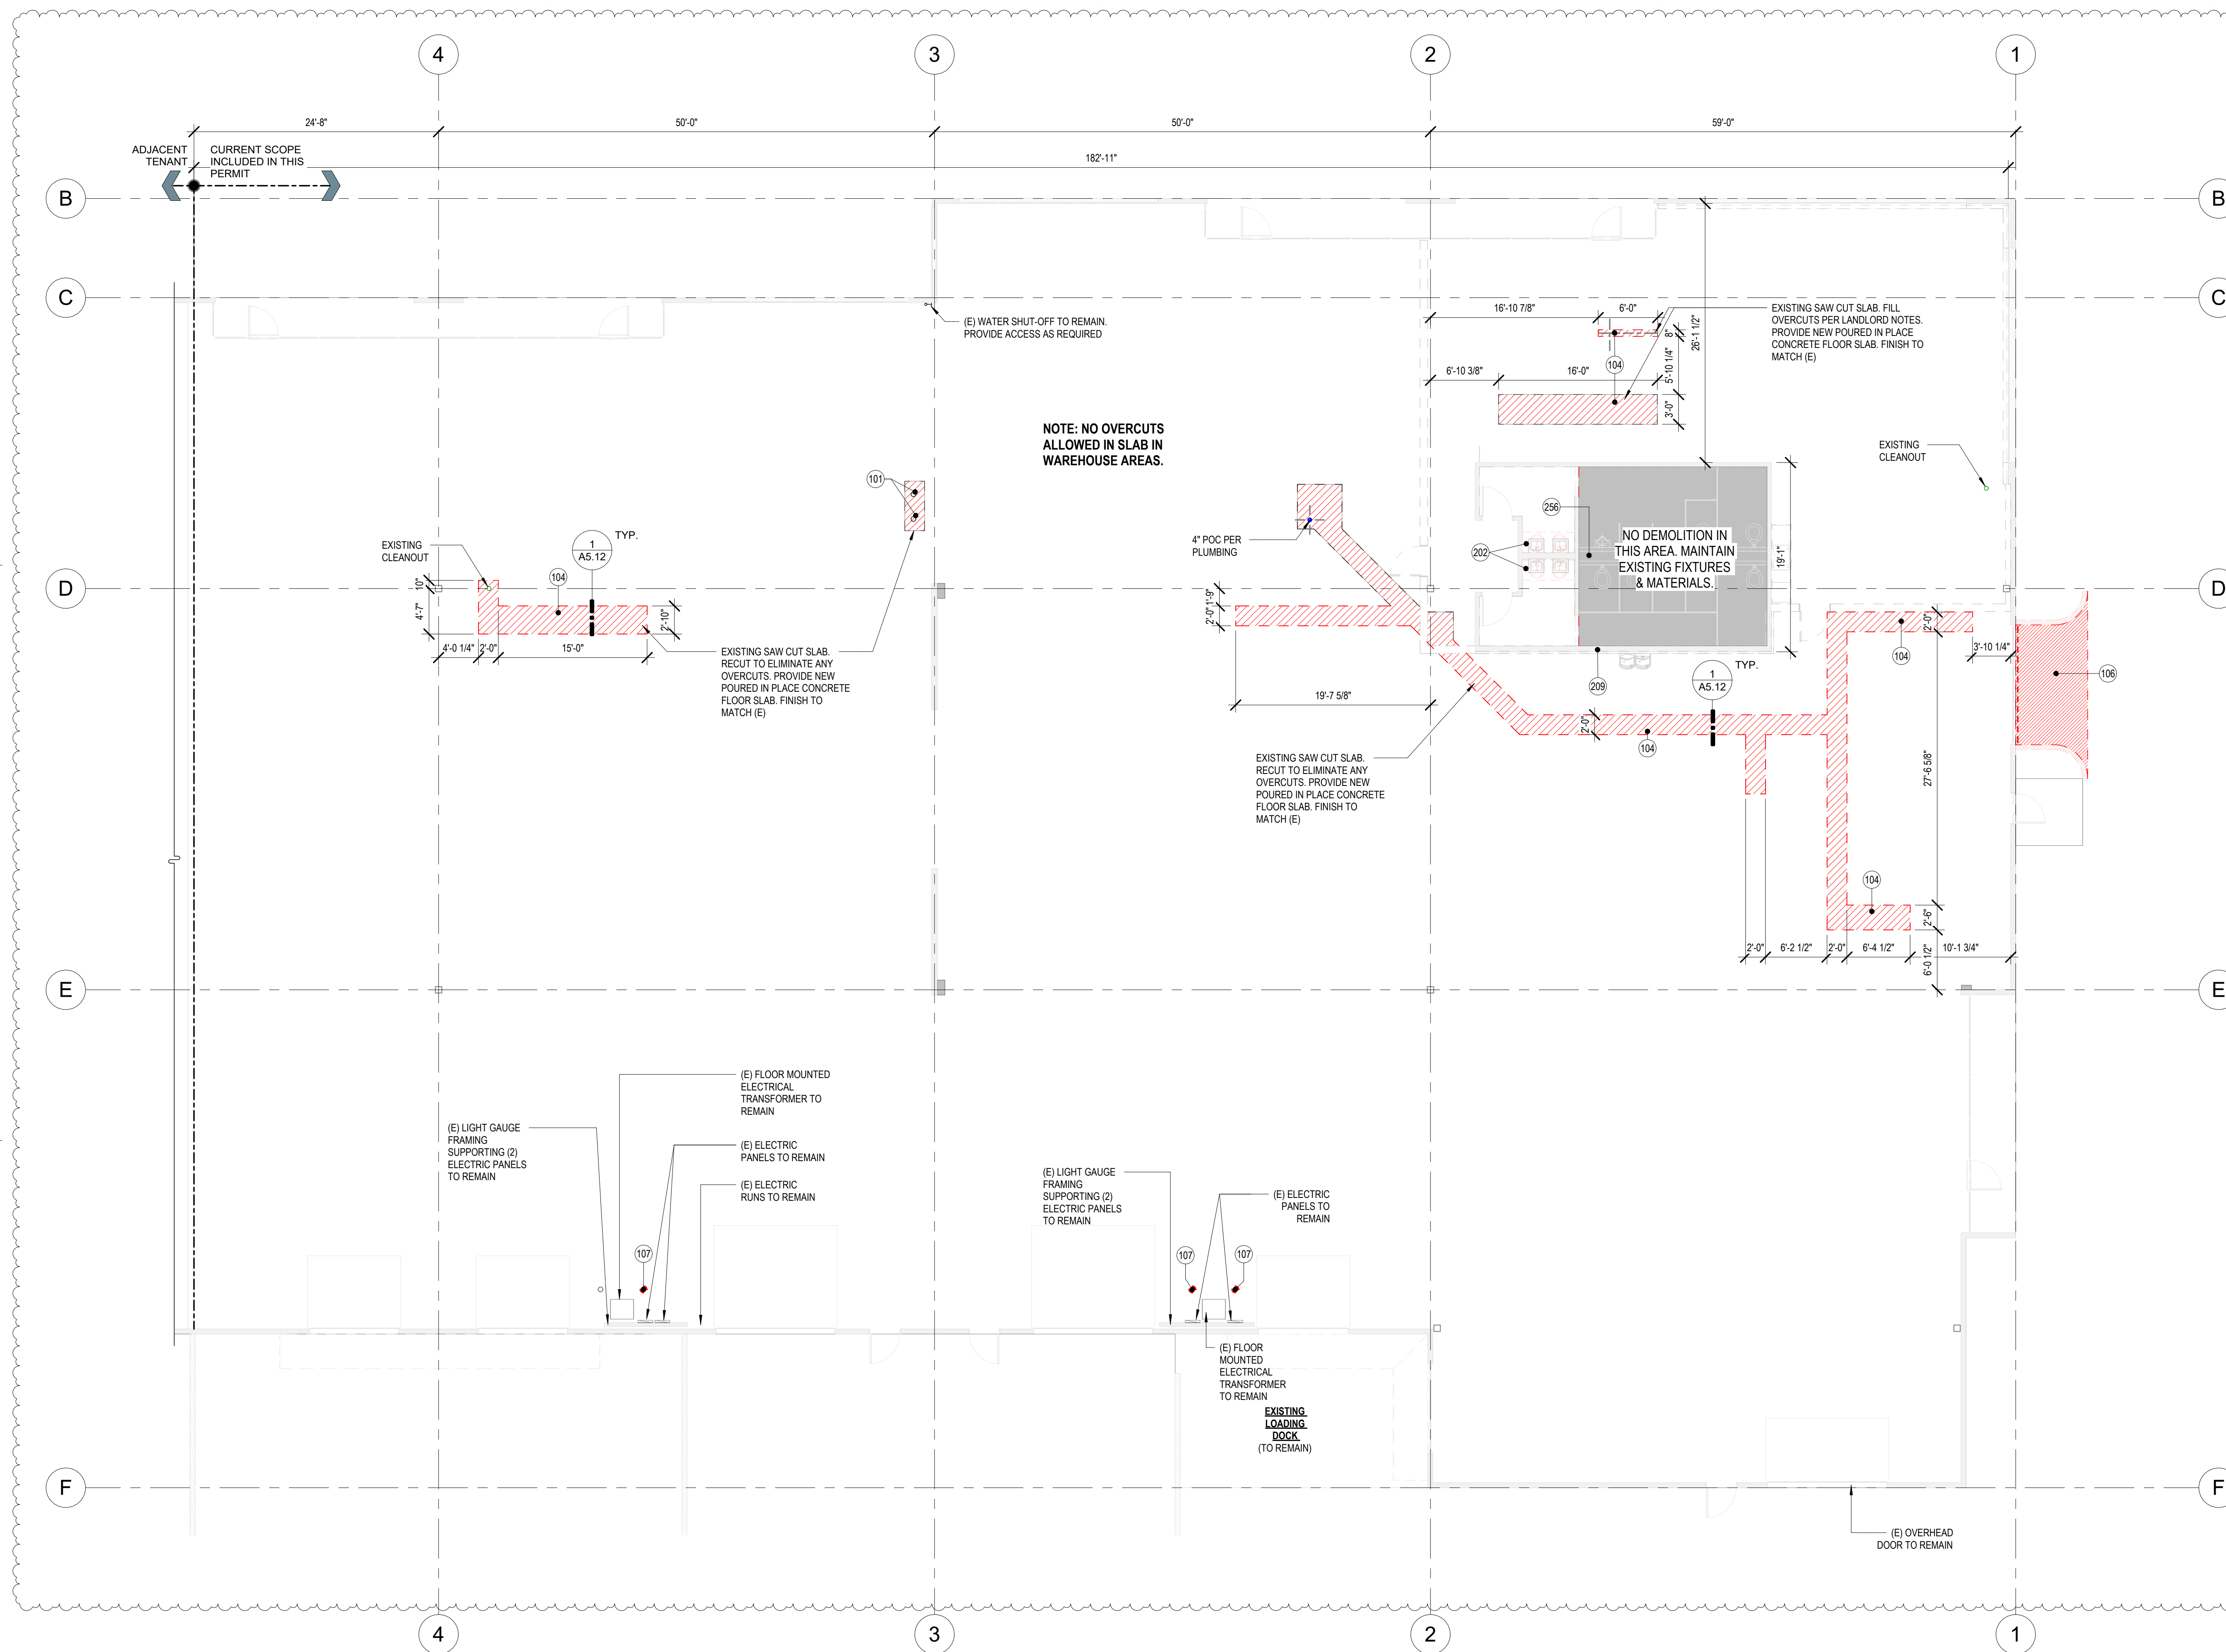 4
3
2
1
24'-8"
50'-0"
50'-0"
59'-0"
182'-11"
ADJACENT
TENANT
CURRENT SCOPE
INCLUDED IN THIS
PERMIT
B
B
C
C
(E) WATER SHUT-OFF TO REMAIN.
PROVIDE ACCESS AS REQUIRED
16'-10 7/8"
6'-0"
8"
26'-1 1/2"
5'-10 1/4"
104
EXISTING SAW CUT SLAB. FILL
OVERCUTS PER LANDLORD NOTES.
PROVIDE NEW POURED IN PLACE
CONCRETE FLOOR SLAB. FINISH TO
MATCH (E)
6'-10 3/8"
16'-0"
3'-0"
NOTE: NO OVERCUTS
ALLOWED IN SLAB IN
WAREHOUSE AREAS.
EXISTING
CLEANOUT
101
256
202
NO DEMOLITION IN
THIS AREA. MAINTAIN
EXISTING FIXTURES
& MATERIALS.
19'-1"
4" POC PER
PLUMBING
EXISTING
CLEANOUT
1
A5.12
TYP.
104
D
D
10"
4'-7"
2'-10"
4'-0 1/4"
2'-0"
15'-0"
EXISTING SAW CUT SLAB.
RECUT TO ELIMINATE ANY
OVERCUTS. PROVIDE NEW
POURED IN PLACE CONCRETE
FLOOR SLAB. FINISH TO
MATCH (E)
1'-9"
2'-0"
19'-7 5/8"
209
1
A5.12
TYP.
104
2'-0"
3'-10 1/4"
106
2'-0"
104
27'-6 5/8"
EXISTING SAW CUT SLAB.
RECUT TO ELIMINATE ANY
OVERCUTS. PROVIDE NEW
POURED IN PLACE CONCRETE
FLOOR SLAB. FINISH TO
MATCH (E)
104
2'-6"
2'-0"
6'-2 1/2"
2'-0"
6'-4 1/2"
10'-1 3/4"
6'-0 1/2"
E
E
(E) FLOOR MOUNTED
ELECTRICAL
TRANSFORMER TO
REMAIN
(E) LIGHT GAUGE
FRAMING
SUPPORTING (2)
ELECTRIC PANELS
TO REMAIN
(E) ELECTRIC
PANELS TO REMAIN
(E) ELECTRIC
RUNS TO REMAIN
(E) LIGHT GAUGE
FRAMING
SUPPORTING (2)
ELECTRIC PANELS
TO REMAIN
(E) ELECTRIC
PANELS TO
REMAIN
107
107
107
(E) FLOOR
MOUNTED
ELECTRICAL
TRANSFORMER
TO REMAIN
EXISTING
LOADING
DOCK
(TO REMAIN)
F
F
(E) OVERHEAD
DOOR TO REMAIN
4
3
2
1